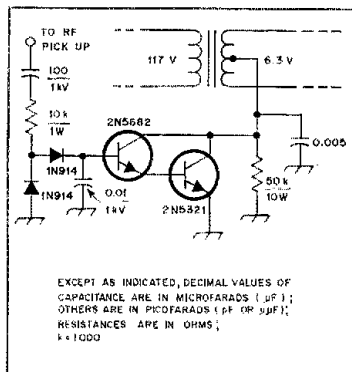 TO RF
PICK UP
100
1kV
10k
1W
1N914
1N914
0.01
1kV
2N5682
2N5321
117 V
6.3 V
0.005
50k
10W
EXCEPT AS INDICATED, DECIMAL VALUES OF
CAPACITANCE ARE IN MICROFARADS ( µF ) ;
OTHERS ARE IN PICOFARADS ( pF OR µµF);
RESISTANCES ARE IN OHMS ;
k=1000